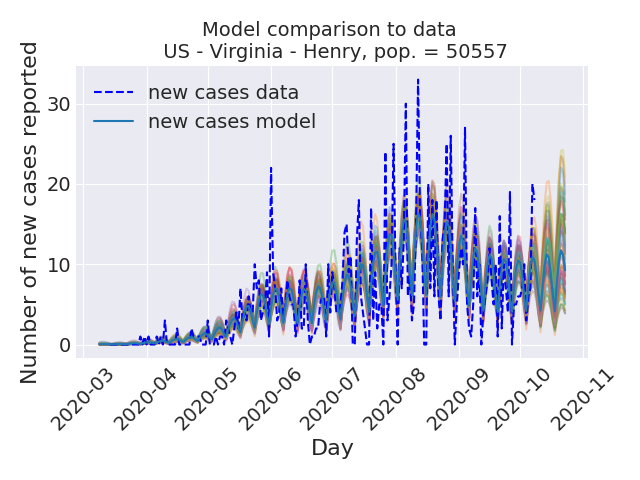 Model comparison to data
US - Virginia - Henry, pop. = 50557
Number of new cases reported
30
20
10
0
new cases data
new cases model
2020-03
2020-04
2020-05
2020-06
2020-07
2020-08
2020-09
2020-10
2020-11
Day